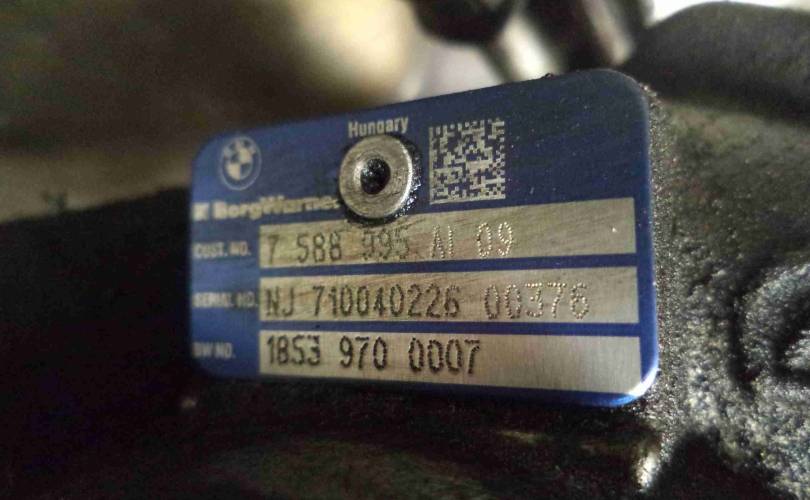 Hungary
BorgWarner
CUST.NO. 7 588 995 AI 09
SERIAL NO. NJ 710040226 00376
BW NO. 1853 970 0007